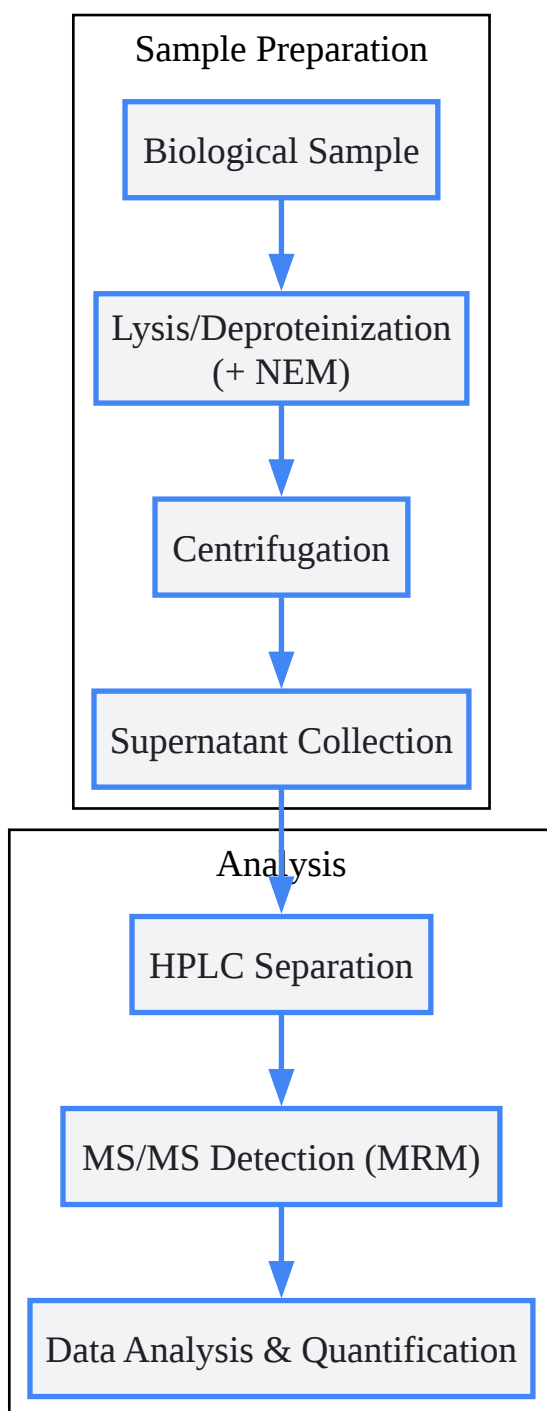 Sample Preparation
Biological Sample
Lysis/Deproteinization
(+ NEM)
Centrifugation
Supernatant Collection
Analysis
HPLC Separation
MS/MS Detection (MRM)
Data Analysis & Quantification